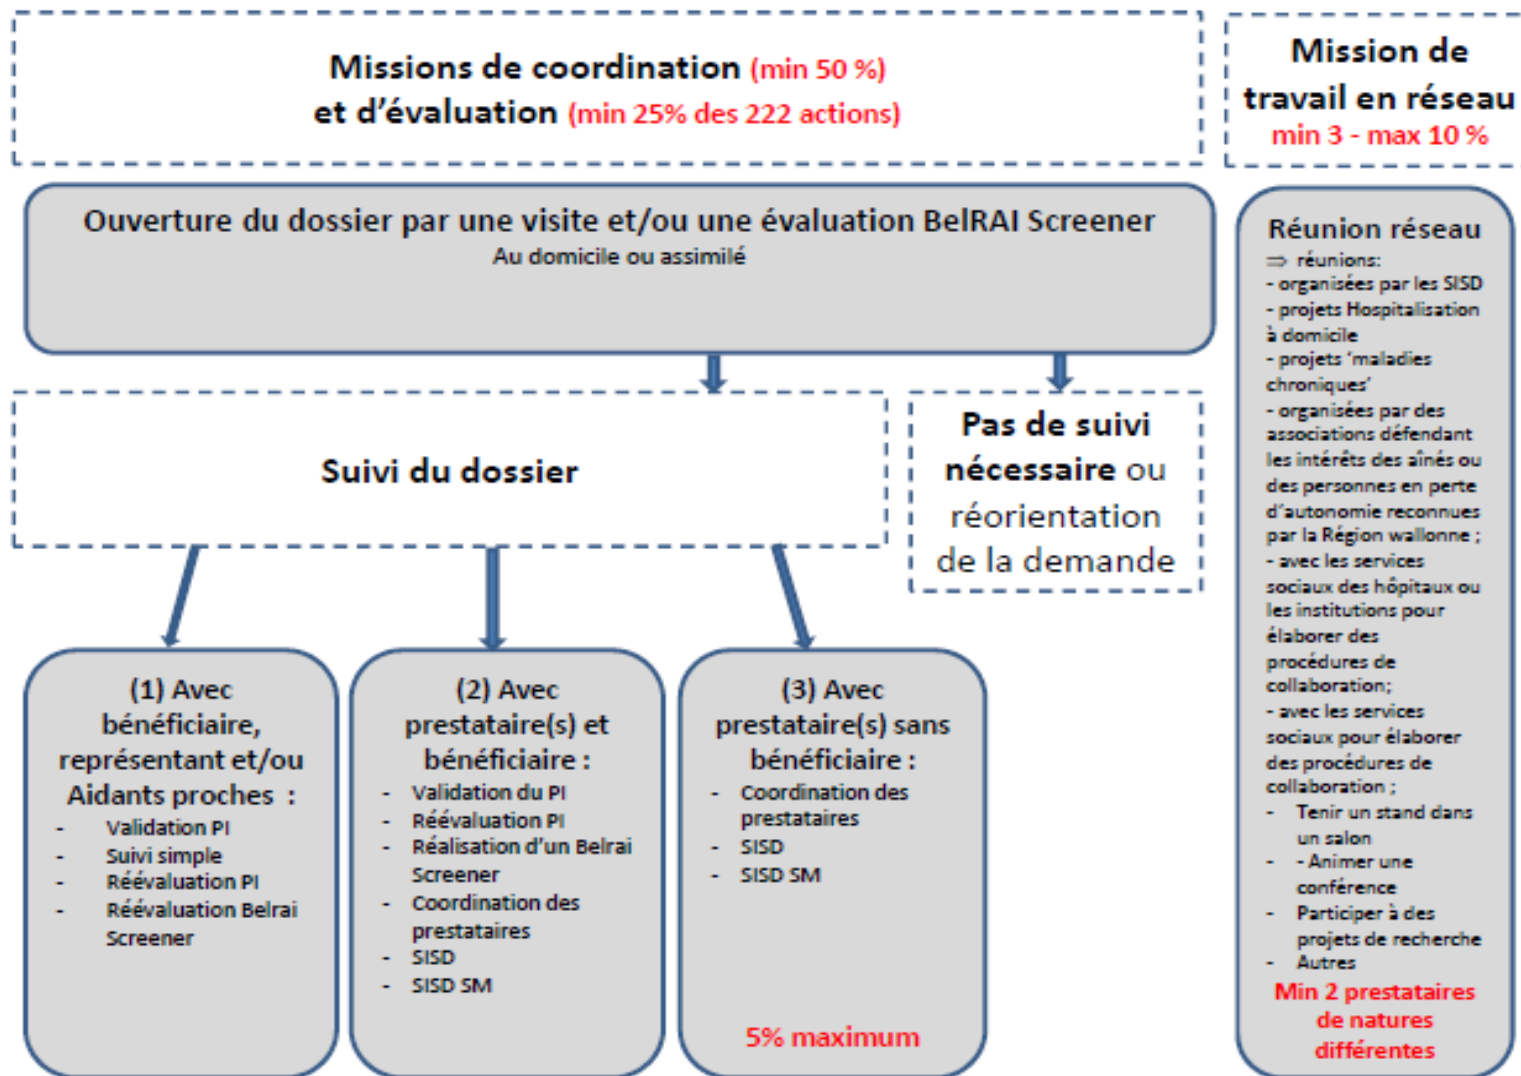 Missions de coordination (min 50 %)
et d'évaluation (min 25% des 222 actions)
Mission de
travail en réseau
min 3 - max 10 %
Ouverture du dossier par une visite et/ou une évaluation BelRAI Screener
Au domicile ou assimilé
Suivi du dossier
Pas de suivi
nécessaire ou
réorientation
de la demande
(1) Avec
bénéficiaire,
représentant et/ou
Aidants proches :
- Validation PI
- Suivi simple
- Réévaluation PI
- Réévaluation Belrai
Screener
(2) Avec
prestataire(s) et
bénéficiaire :
- Validation du PI
- Réévaluation PI
- Réalisation d'un Belrai
Screener
- Coordination des
prestataires
- SISD
- SISD SM
(3) Avec
prestataire(s) sans
bénéficiaire :
- Coordination des
prestataires
- SISD
- SISD SM
5% maximum
Réunion réseau
⇒ réunions:
- organisées par les SISD
- projets Hospitalisation
à domicile
- projets 'maladies
chroniques'
- organisées par des
associations défendant
les intérêts des aînés ou
des personnes en perte
d'autonomie reconnues
par la Région wallonne ;
- avec les services
sociaux des hôpitaux ou
les institutions pour
élaborer des
procédures de
collaboration;
- avec les services
sociaux pour élaborer
des procédures de
collaboration ;
- Tenir un stand dans
un salon
- - Animer une
conférence
- Participer à des
projets de recherche
- Autres
Min 2 prestataires
de natures
différentes